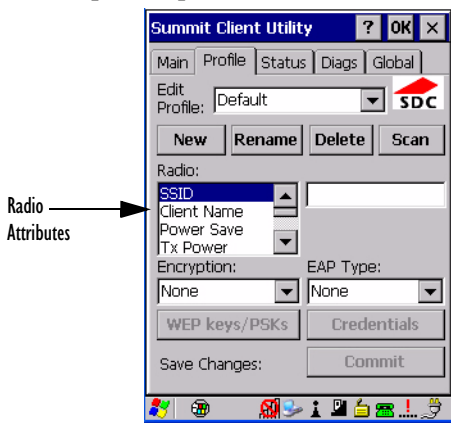 Summit Client Utility ? OK ×
Main Profile Status Diags Global
Edit
Profile: Default
SDC
New Rename Delete Scan
Radio:
SSID
Client Name
Power Save
Tx Power
Radio
Attributes
Encryption: EAP Type:
None None
WEP keys/PSKs Credentials
Save Changes: Commit